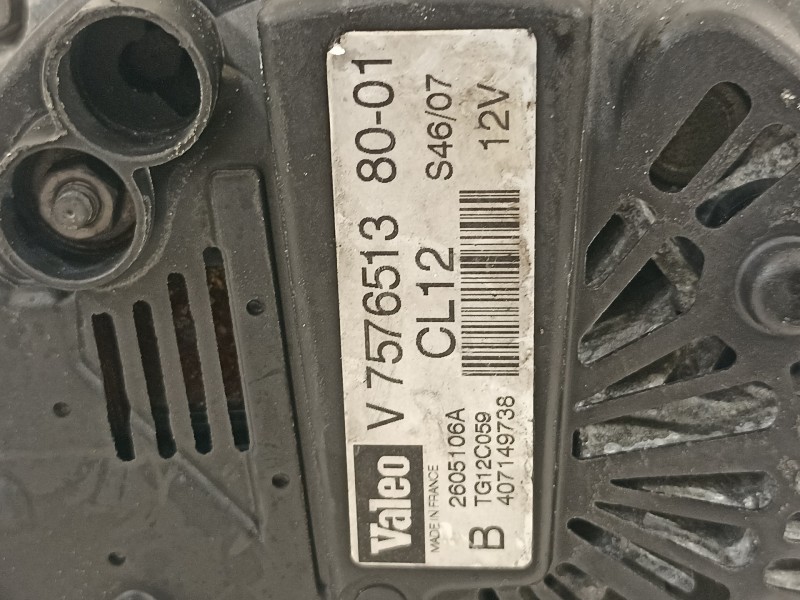 Valeo V 7576513 80-01
MADE IN FRANCE CL12 S46/07
2605106A 12V
B TG12C059
407149738